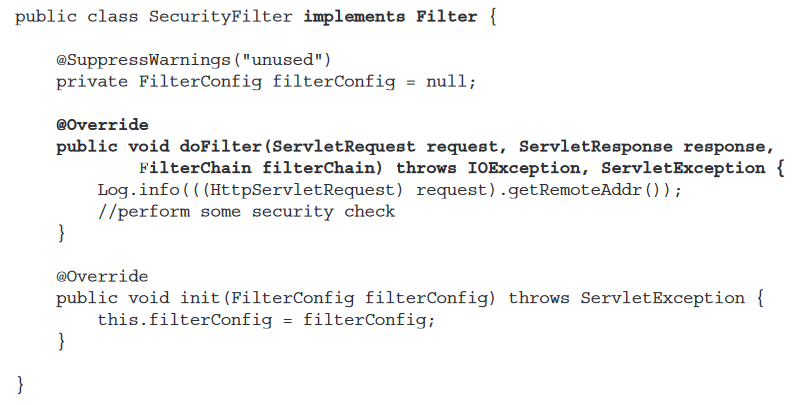 public class SecurityFilter implements Filter {
@SuppressWarnings("unused")
private FilterConfig filterConfig = null;
@Override
public void doFilter(ServletRequest request, ServletResponse response,
FilterChain filterChain) throws IOException, ServletException {
Log.info(((HttpServletRequest) request).getRemoteAddr());
//perform some security check
}
@Override
public void init(FilterConfig filterConfig) throws ServletException {
this.filterConfig = filterConfig;
}
}